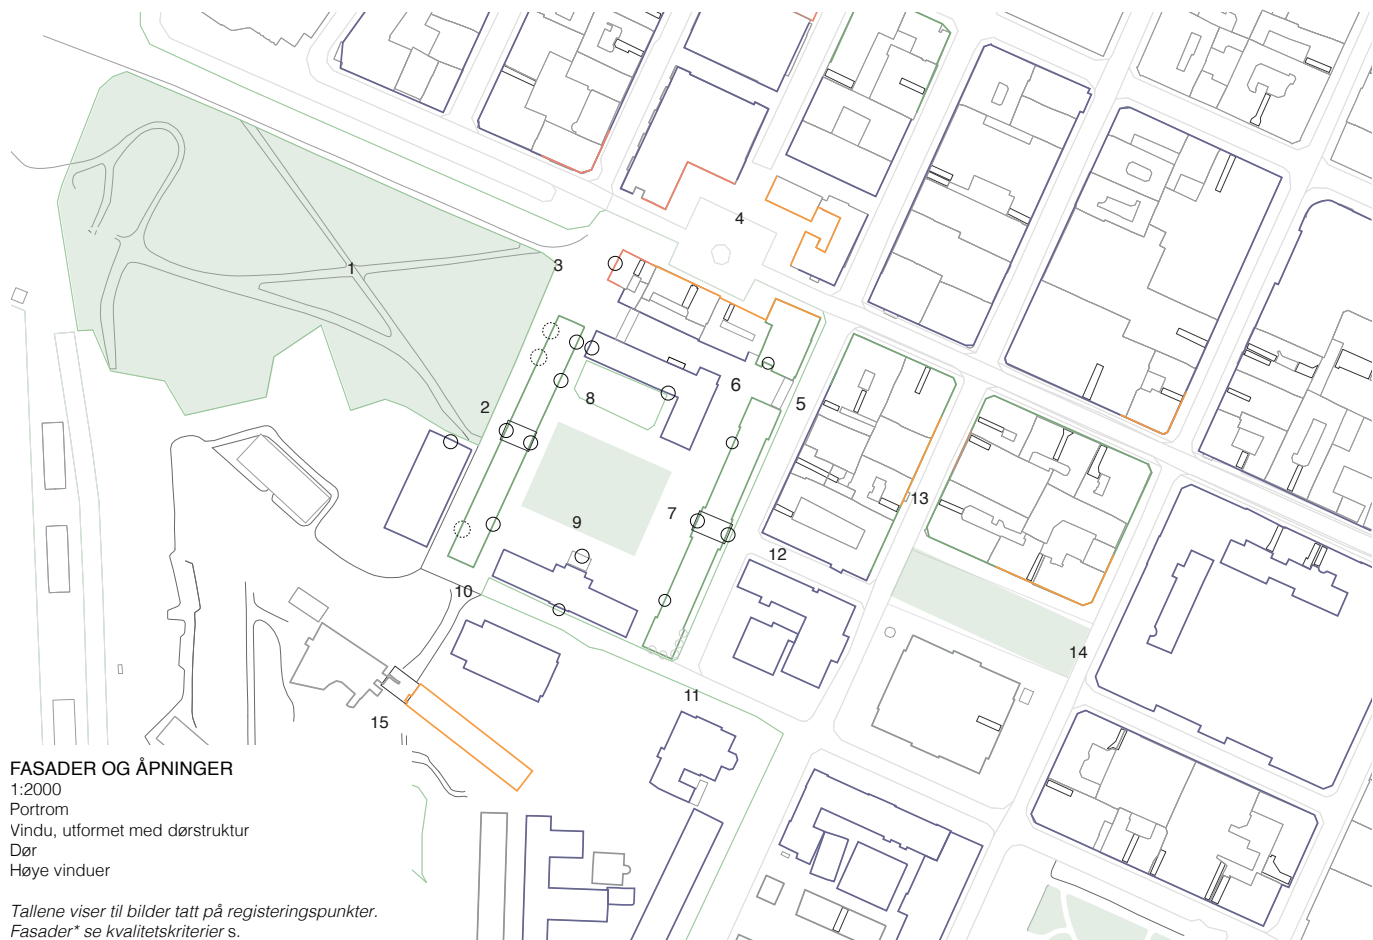 4
3
1
6
5
8
2
13
7
9
12
10
14
11
15
FASADER OG ÅPNINGER
1:2000
Portrom
Vindu, utformet med dørstruktur
Dør
Høye vinduer
Tallene viser til bilder tatt på registeringspunkter.
Fasader* se kvalitetskriterier s.